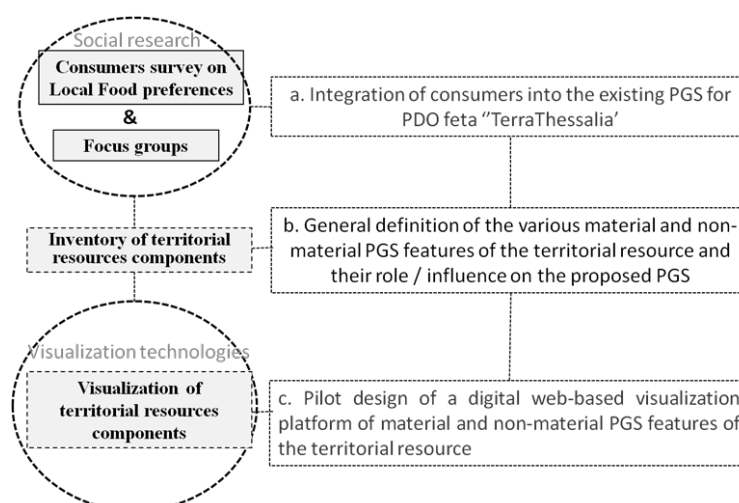 Social research
Consumers survey on
Local Food preferences
&
Focus groups
a. Integration of consumers into the existing PGS for
PDO feta ‘’TerraThessalia’
Inventory of territorial
resources components
b. General definition of the various material and non-
material PGS features of the territorial resource and
their role / influence on the proposed PGS
Visualization technologies
Visualization of
territorial resources
components
c. Pilot design of a digital web-based visualization
platform of material and non-material PGS features of
the territorial resource